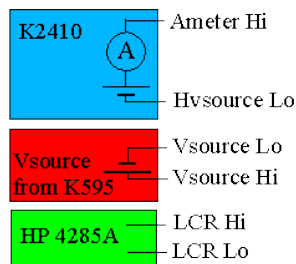 K2410
Ameter Hi
A
Hvsource Lo
Vsource
from K595
Vsource Lo
Vsource Hi
HP 4285A
LCR Hi
LCR Lo